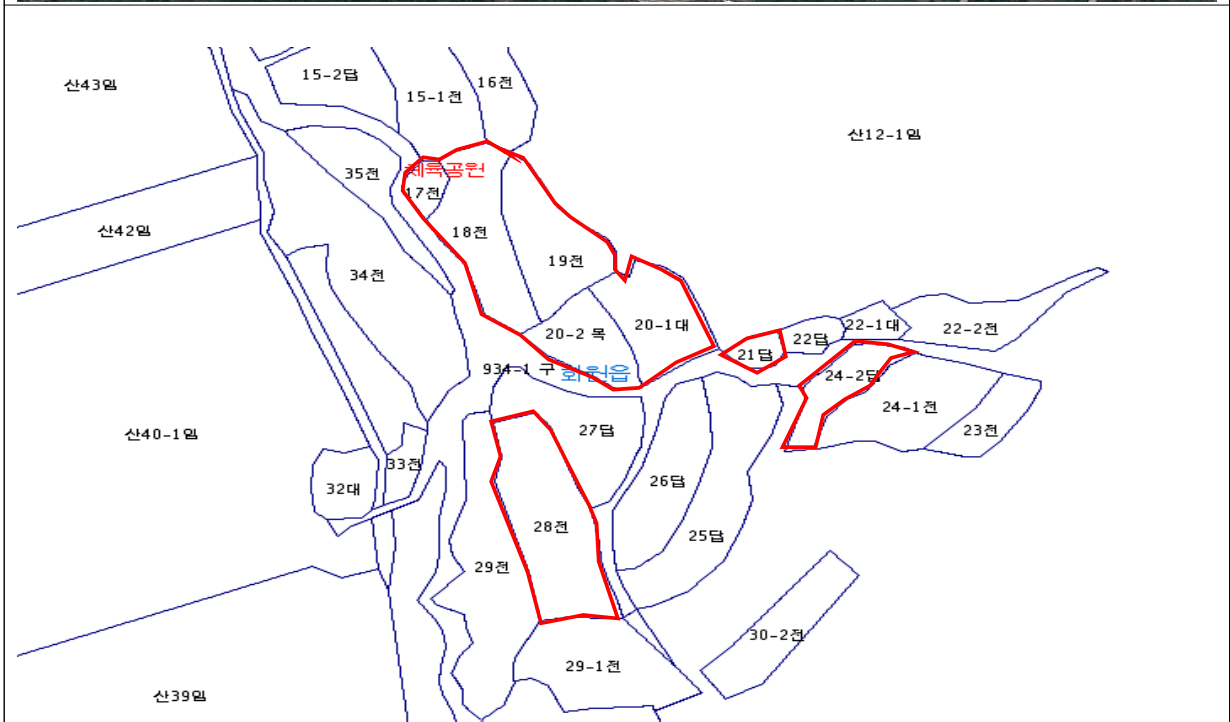 15-2답
15-1전
16전
산43임
산12-1임
35전
체육공원
17전
산42임
18전
19전
34전
20-2 목
20-1대
22답
22-1대
22-2전
21답
934-1 구
화원읍
24-2답
24-1전
23전
산40-1임
27답
33전
32대
26답
28전
25답
29전
30-2전
29-1전
산39임